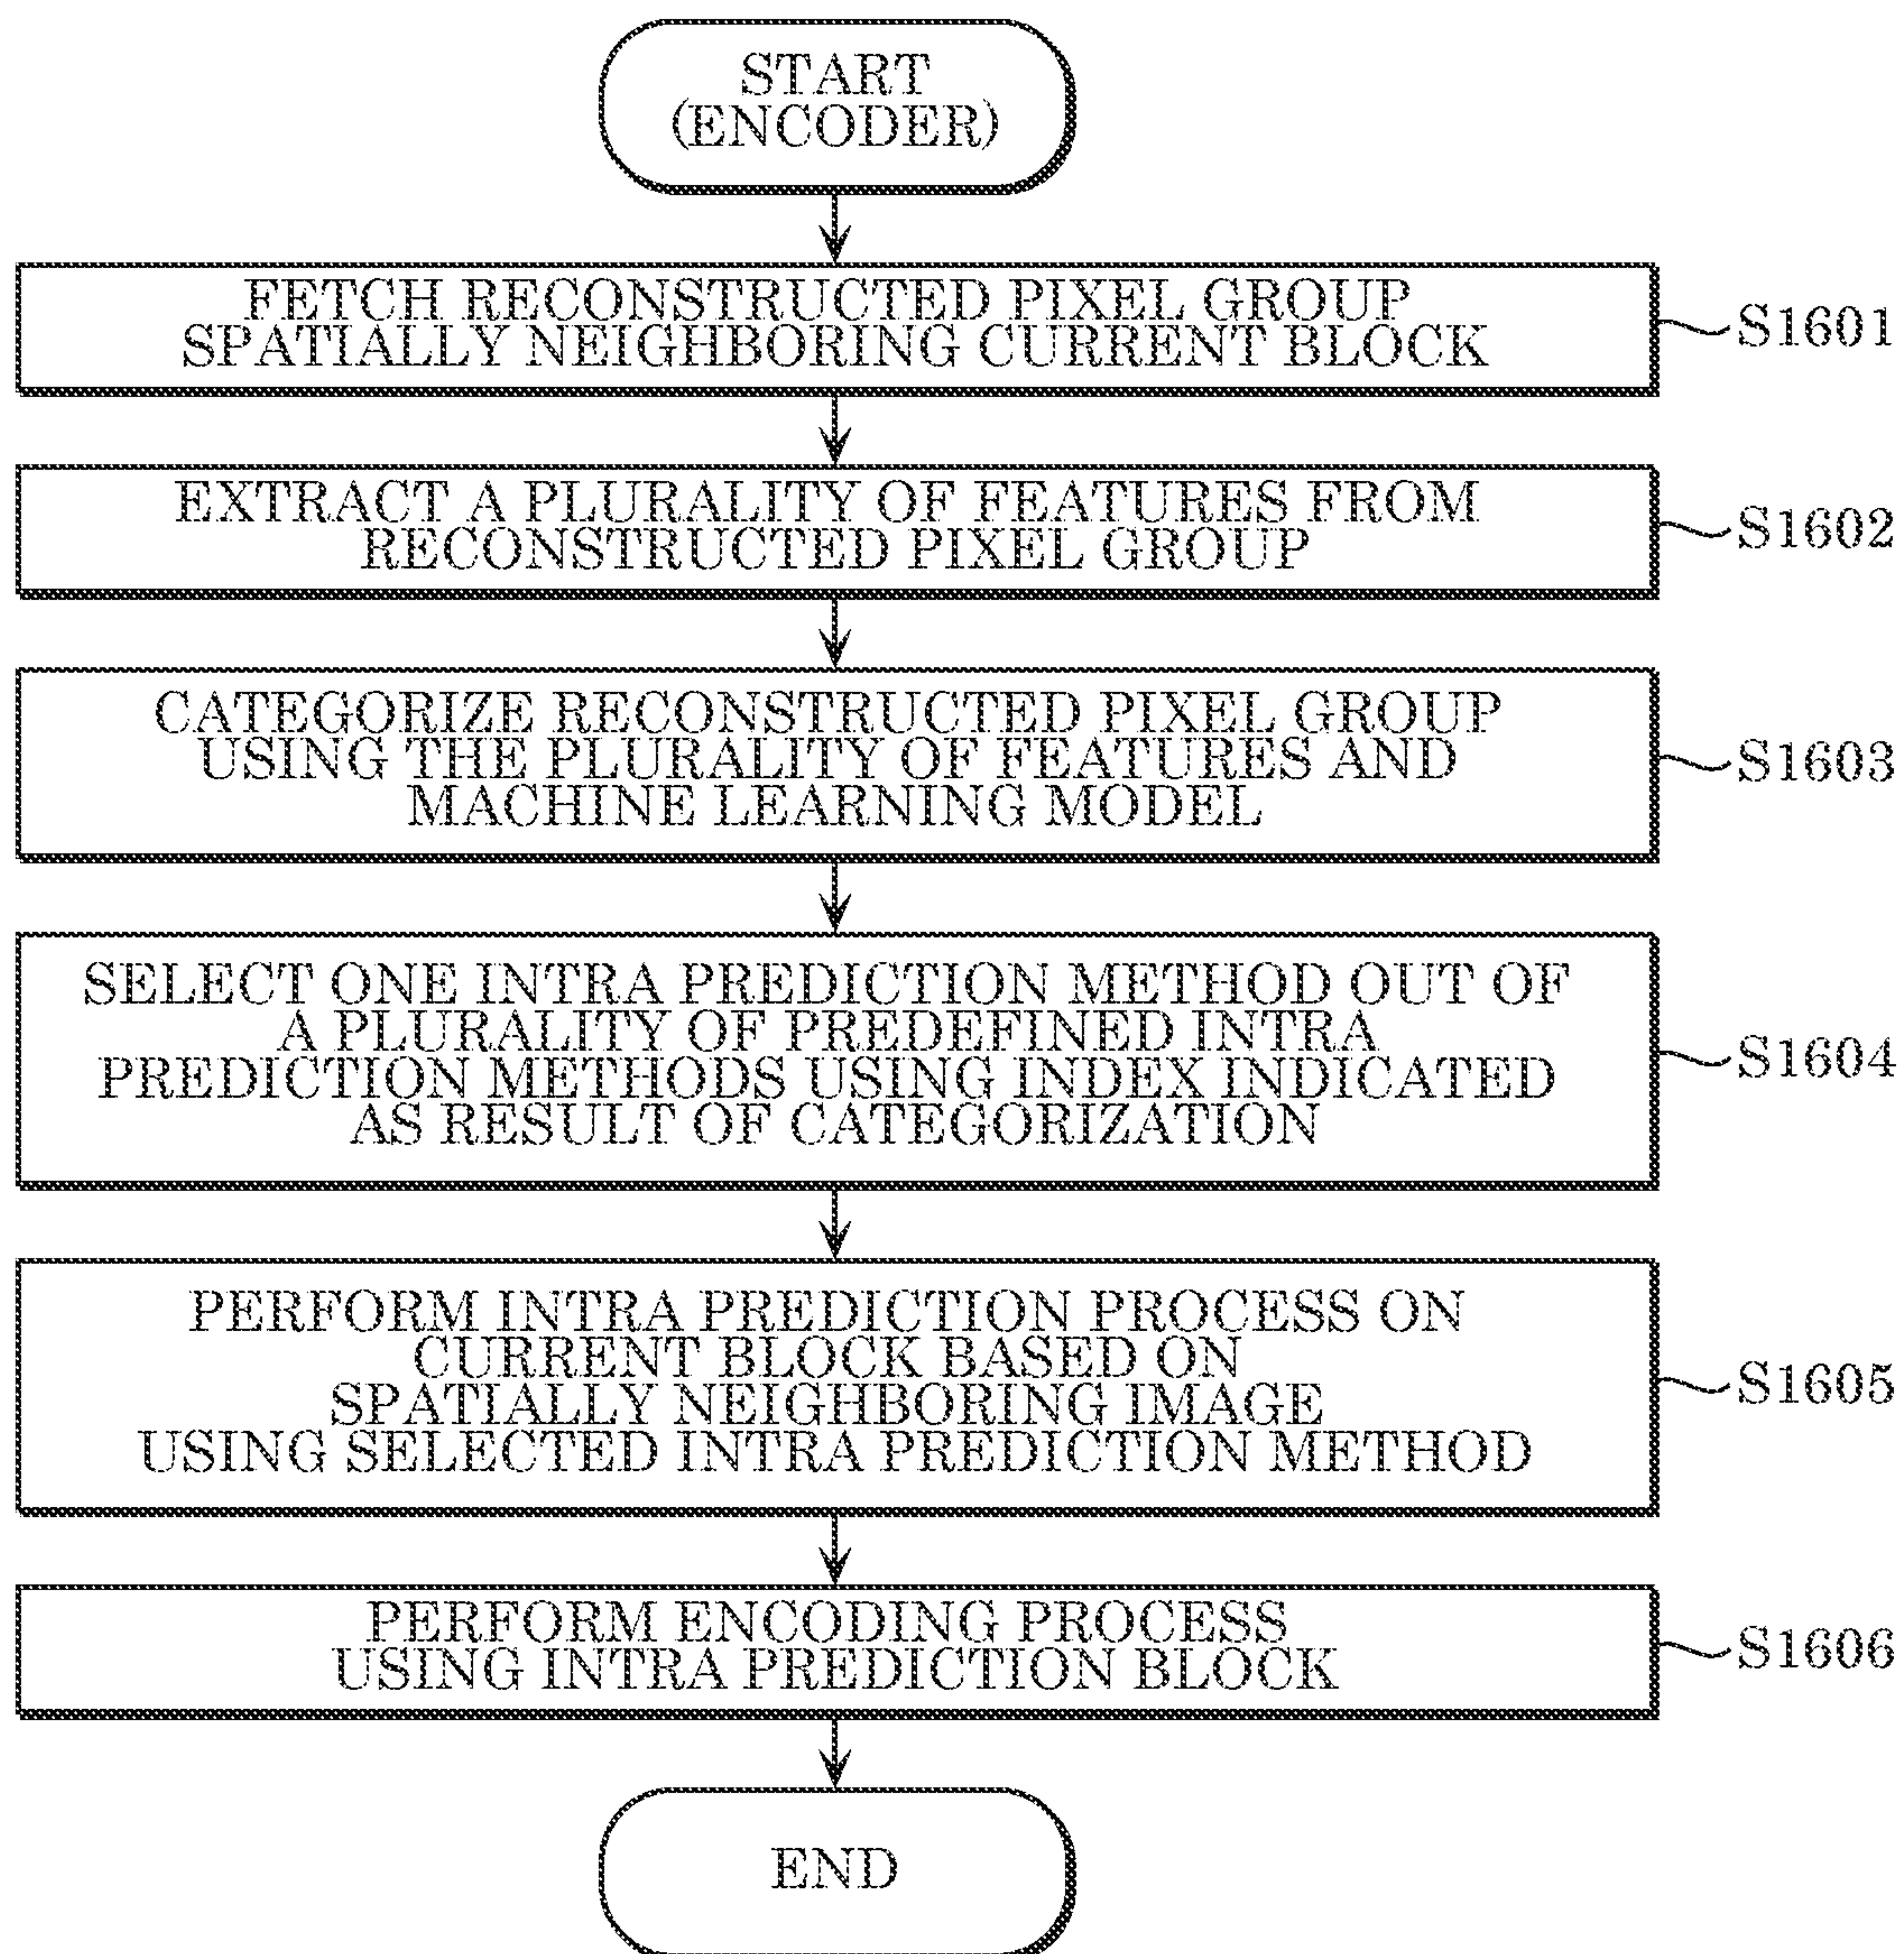 START
(ENCODER)
FETCH RECONSTRUCTED PIXEL GROUP
SPATIALLY NEIGHBORING CURRENT BLOCK
S1601
EXTRACT A PLURALITY OF FEATURES FROM
RECONSTRUCTED PIXEL GROUP
S1602
CATEGORIZE RECONSTRUCTED PIXEL GROUP
USING THE PLURALITY OF FEATURES AND
MACHINE LEARNING MODEL
S1603
SELECT ONE INTRA PREDICTION METHOD OUT OF
A PLURALITY OF PREDEFINED INTRA
PREDICTION METHODS USING INDEX INDICATED
AS RESULT OF CATEGORIZATION
S1604
PERFORM INTRA PREDICTION PROCESS ON
CURRENT BLOCK BASED ON
SPATIALLY NEIGHBORING IMAGE
USING SELECTED INTRA PREDICTION METHOD
S1605
PERFORM ENCODING PROCESS
USING INTRA PREDICTION BLOCK
S1606
END